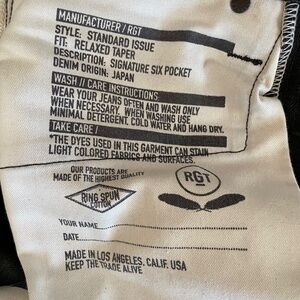 MANUFACTURER / RGT
STYLE: STANDARD ISSUE
FIT: RELAXED TAPER
DESCRIPTION: SIGNATURE SIX POCKET
DENIM ORIGIN: JAPAN
WASH // CARE INSTRUCTIONS
WEAR YOUR JEANS OFTEN AND WASH ONLY
WHEN NECESSARY. WHEN WASHING USE
MINIMAL DETERGENT, COLD WATER AND HANG DRY.
TAKE CARE /
*THE DYES USED IN THIS GARMENT CAN STAIN
LIGHT COLORED FABRICS AND SURFACES.
OUR PRODUCTS ARE
MADE OF THE HIGHEST QUALITY
RING SPUN
COTTON
RGT
YOUR NAME
DATE
MADE IN LOS ANGELES. CALIF. USA
KEEP THE TRADE ALIVE